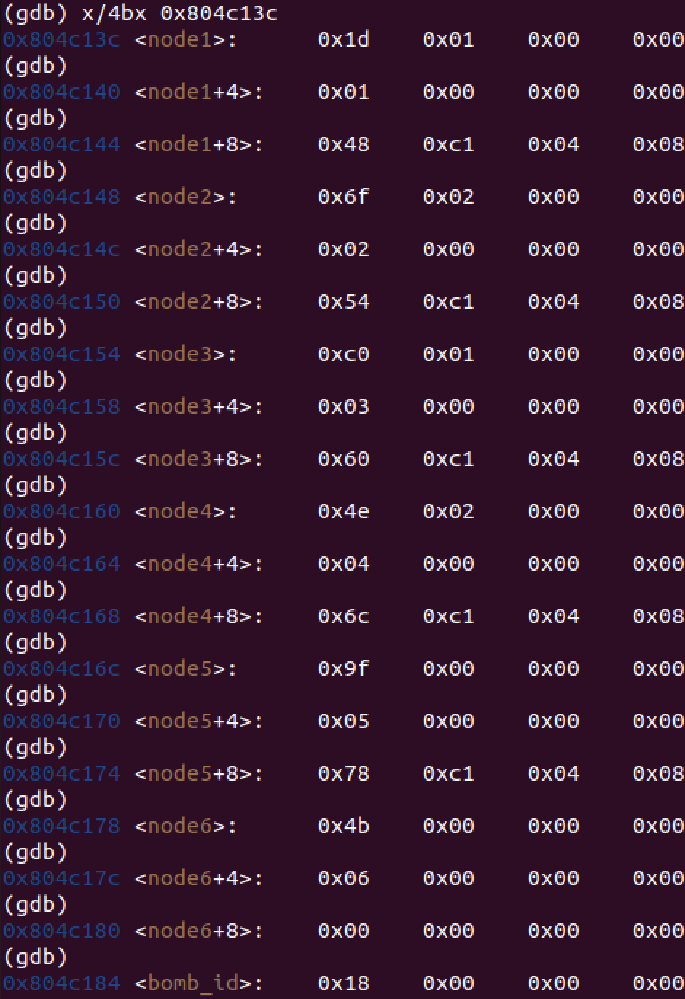 (gdb) x/4bx 0x804c13c
0x804c13c <node1>: 0x1d 0x01 0x00 0x00
(gdb)
0x804c140 <node1+4>: 0x01 0x00 0x00 0x00
(gdb)
0x804c144 <node1+8>: 0x48 0xc1 0x04 0x08
(gdb)
0x804c148 <node2>: 0x6f 0x02 0x00 0x00
(gdb)
0x804c14c <node2+4>: 0x02 0x00 0x00 0x00
(gdb)
0x804c150 <node2+8>: 0x54 0xc1 0x04 0x08
(gdb)
0x804c154 <node3>: 0xc0 0x01 0x00 0x00
(gdb)
0x804c158 <node3+4>: 0x03 0x00 0x00 0x00
(gdb)
0x804c15c <node3+8>: 0x60 0xc1 0x04 0x08
(gdb)
0x804c160 <node4>: 0x4e 0x02 0x00 0x00
(gdb)
0x804c164 <node4+4>: 0x04 0x00 0x00 0x00
(gdb)
0x804c168 <node4+8>: 0x6c 0xc1 0x04 0x08
(gdb)
0x804c16c <node5>: 0x9f 0x00 0x00 0x00
(gdb)
0x804c170 <node5+4>: 0x05 0x00 0x00 0x00
(gdb)
0x804c174 <node5+8>: 0x78 0xc1 0x04 0x08
(gdb)
0x804c178 <node6>: 0x4b 0x00 0x00 0x00
(gdb)
0x804c17c <node6+4>: 0x06 0x00 0x00 0x00
(gdb)
0x804c180 <node6+8>: 0x00 0x00 0x00 0x00
(gdb)
0x804c184 <bomb_id>: 0x18 0x00 0x00 0x00